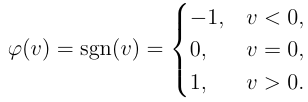 φ(v) = sgn(v) = { −1, v < 0,
0, v = 0,
1, v > 0.